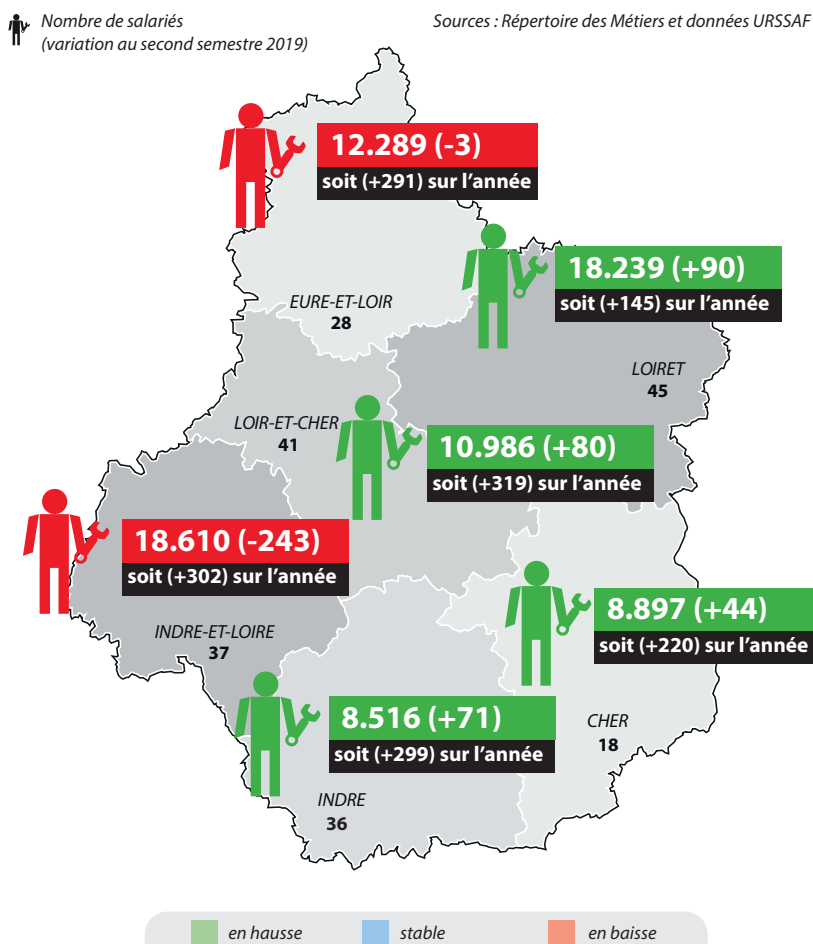 Nombre de salariés
(variation au second semestre 2019)
Sources : Répertoire des Métiers et données URSSAF
12.289 (-3)
soit (+291) sur l'année
18.239 (+90)
soit (+145) sur l'année
EURE-ET-LOIR
28
LOIRET
45
LOIR-ET-CHER
41
10.986 (+80)
soit (+319) sur l'année
18.610 (-243)
soit (+302) sur l'année
8.897 (+44)
soit (+220) sur l'année
INDRE-ET-LOIRE
37
8.516 (+71)
soit (+299) sur l'année
CHER
18
INDRE
36
en hausse
stable
en baisse